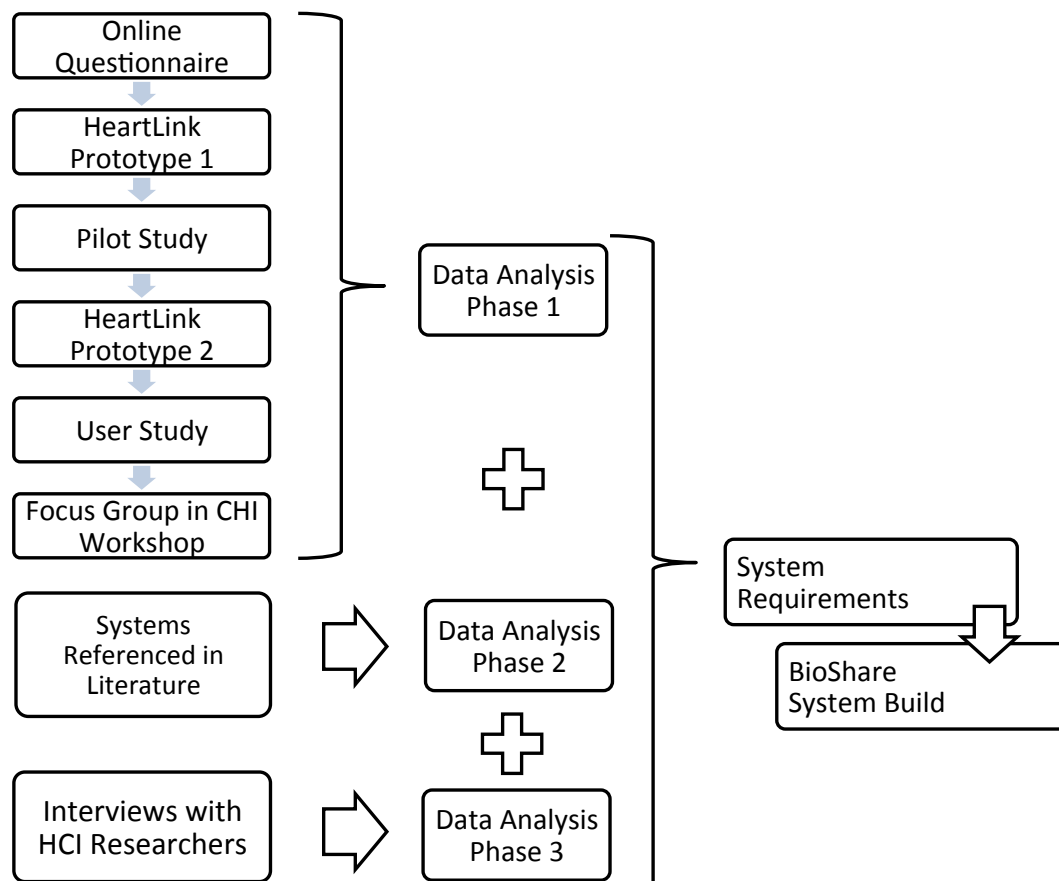 Online
Questionnaire
HeartLink
Prototype 1
Pilot Study
HeartLink
Prototype 2
User Study
Focus Group in CHI
Workshop
Data Analysis
Phase 1
Systems
Referenced in
Literature
Data Analysis
Phase 2
Interviews with
HCI Researchers
Data Analysis
Phase 3
System
Requirements
BioShare
System Build